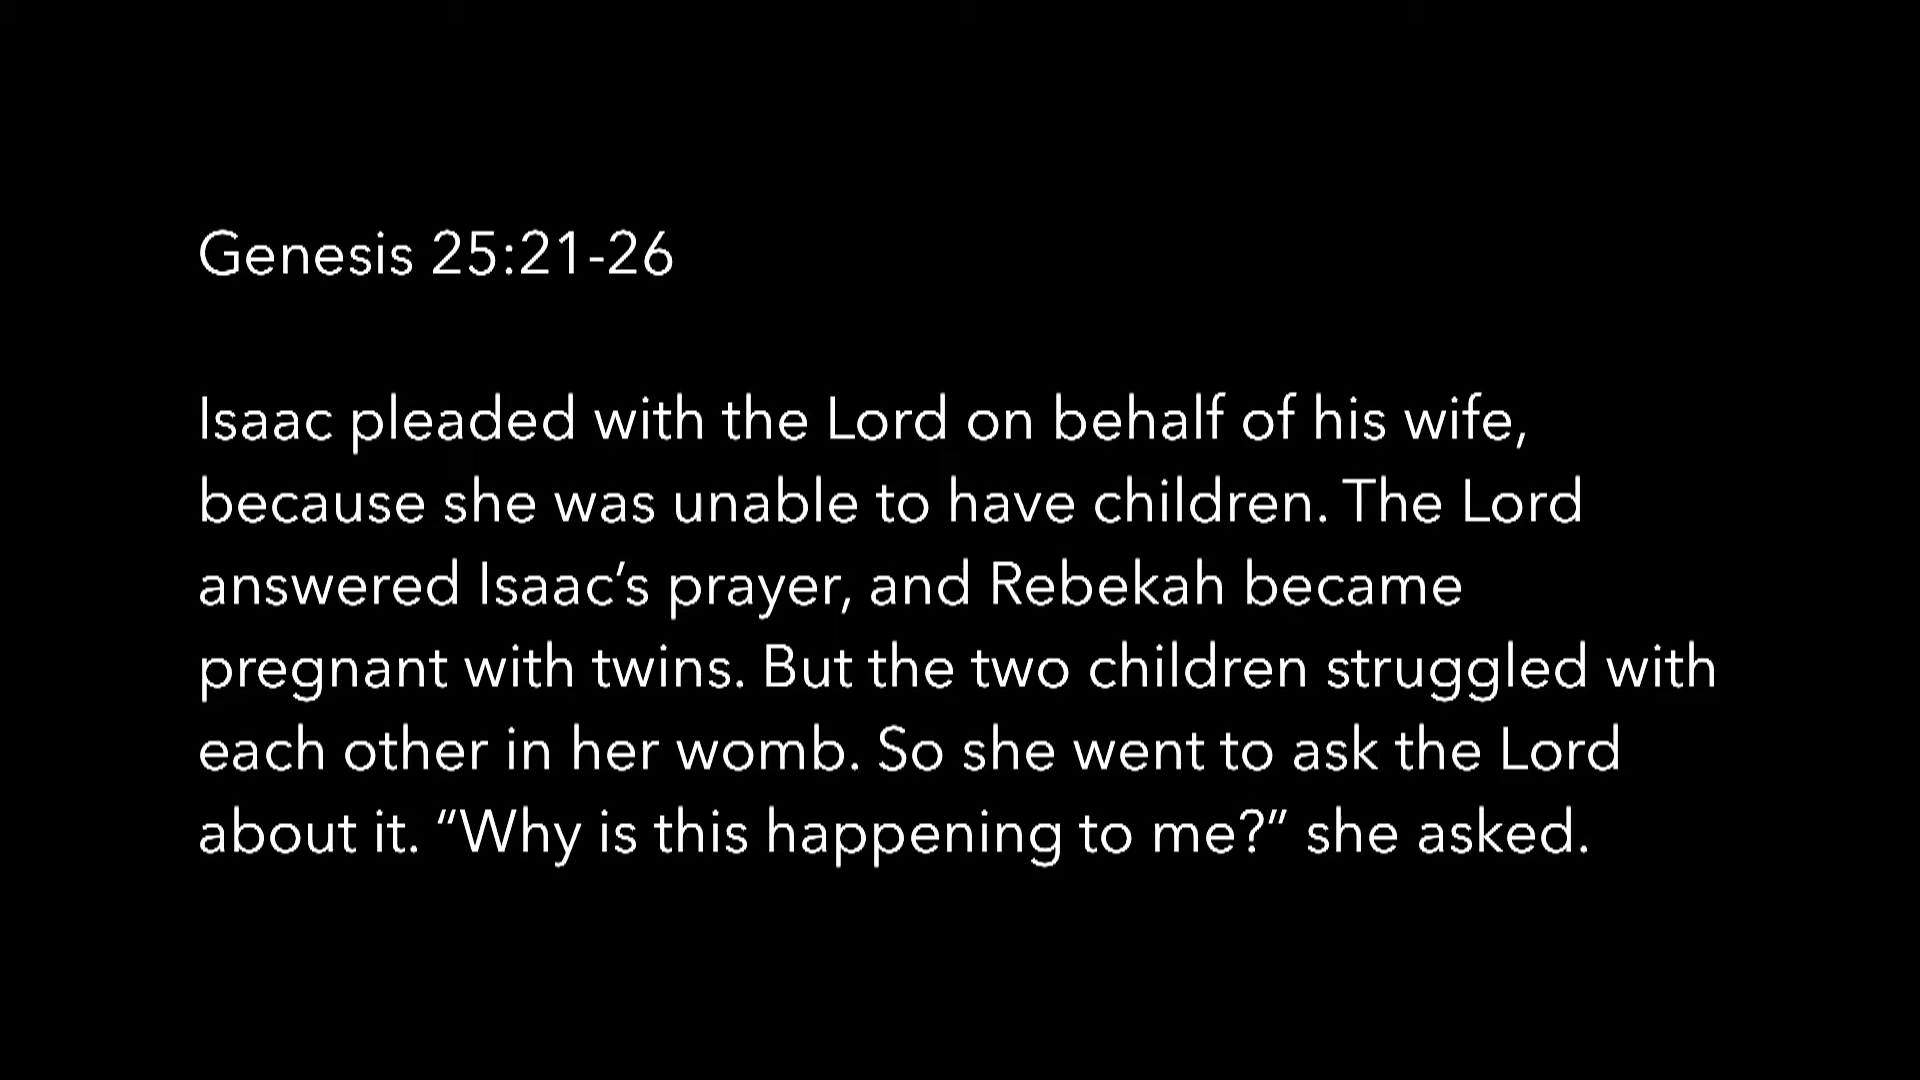 Genesis 25:21-26
Isaac pleaded with the Lord on behalf of his wife,
because she was unable to have children. The Lord
answered Isaac’s prayer, and Rebekah became
pregnant with twins. But the two children struggled with
each other in her womb. So she went to ask the Lord
about it. “Why is this happening to me?” she asked.